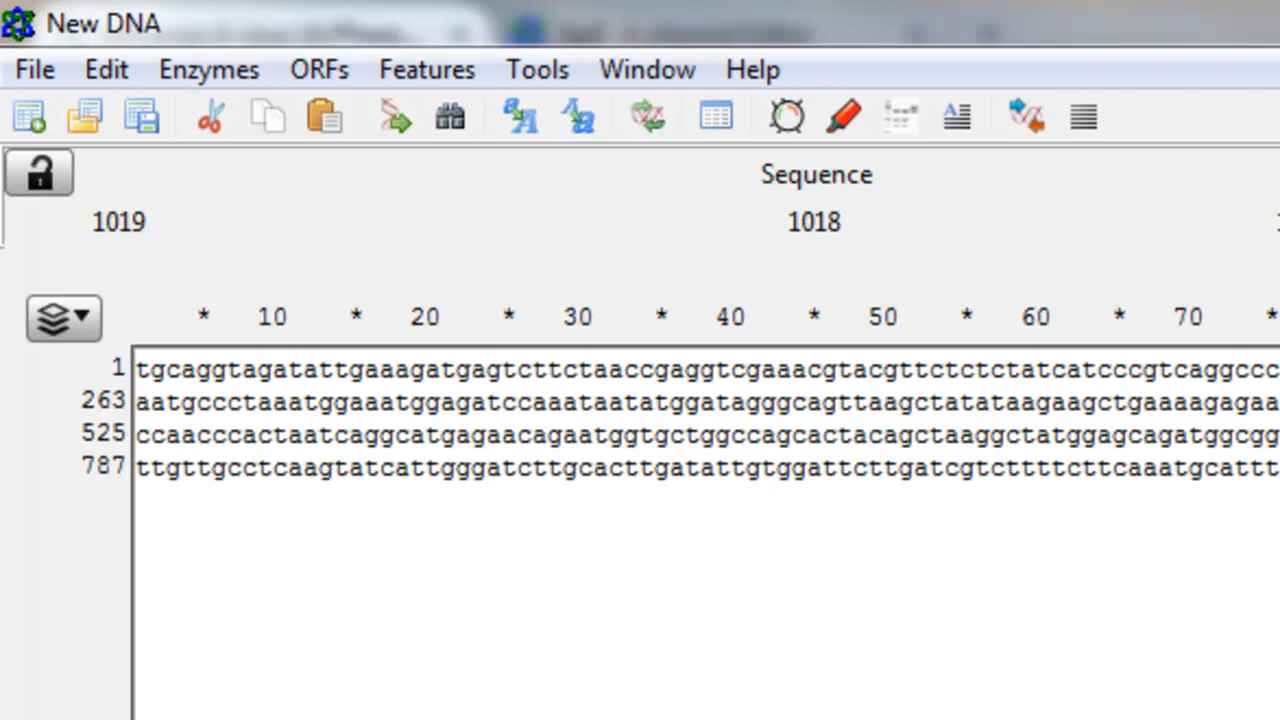 New DNA
File Edit Enzymes ORFs Features Tools Window Help
Sequence
1019 1018
* 10 * 20 * 30 * 40 * 50 * 60 * 70 *
1 tgcaggtagatattgaaagatgagtcttctaaccgaggtcgaaacgtacgttctctctatcatcccgtcaggccc
263 aatgccctaaatggaaatggagatccaaataatatggatagggcagttaagctatataagaagctgaaaagagaa
525 ccaacccactaatcaggcatgagaacagaatggtgctggccagcactacagctaaggctatggagcagatggcgg
787 ttgttgcctcaagtatcattgggatcttgcacttgatattgtggattcttgatcgtcttttcttcaaatgcattt